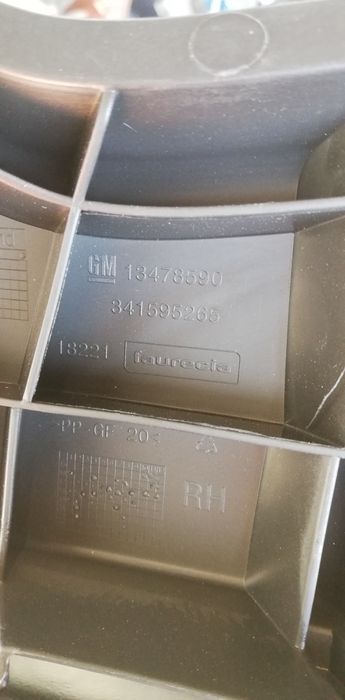 GM 13478590
341595265
18221 faurecia
>PP-GF 20<
RH